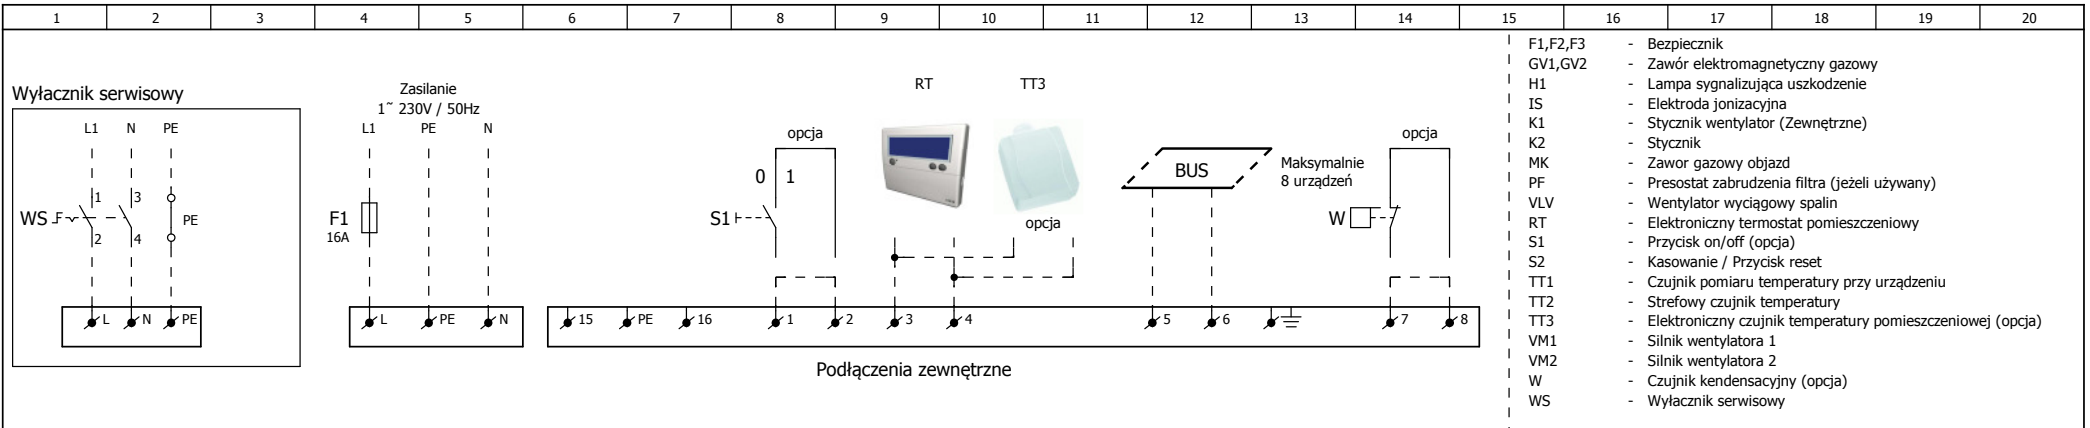 1 2 3 4 5 6 7 8 9 10 11 12 13 14 15 16 17 18 19 20
Wyłacznik serwisowy
L1 N PE
WS
1 3
2 4
PE
L N PE
Zasilanie
1~ 230V / 50Hz
L1 PE N
F1
16A
L PE N
opcja
0 1
S1
RT TT3
opcja
BUS
Maksymalnie
8 urządzeń
opcja
W
15 PE 16 1 2 3 4 5 6 7 8
Podłączenia zewnętrzne
F1,F2,F3 - Bezpiecznik
GV1,GV2 - Zawór elektromagnetyczny gazowy
H1 - Lampa sygnalizująca uszkodzenie
IS - Elektroda jonizacyjna
K1 - Stycznik wentylator (Zewnętrzne)
K2 - Stycznik
MK - Zawor gazowy objazd
PF - Presostat zabrudzenia filtra (jeżeli używany)
VLV - Wentylator wyciągowy spalin
RT - Elektroniczny termostat pomieszczeniowy
S1 - Przycisk on/off (opcja)
S2 - Kasowanie / Przycisk reset
TT1 - Czujnik pomiaru temperatury przy urządzeniu
TT2 - Strefowy czujnik temperatury
TT3 - Elektroniczny czujnik temperatury pomieszczeniowej (opcja)
VM1 - Silnik wentylatora 1
VM2 - Silnik wentylatora 2
W - Czujnik kendensacyjny (opcja)
WS - Wyłacznik serwisowy